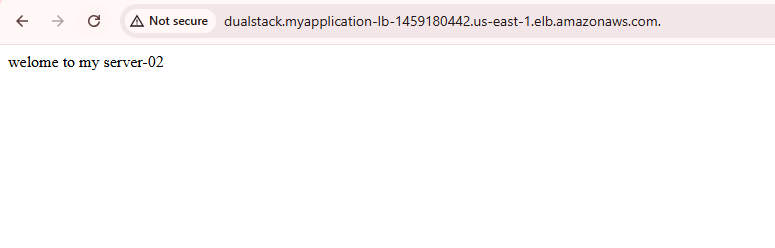 Not secure dualstack.myapplication-lb-1459180442.us-east-1.elb.amazonaws.com.
welome to my server-02